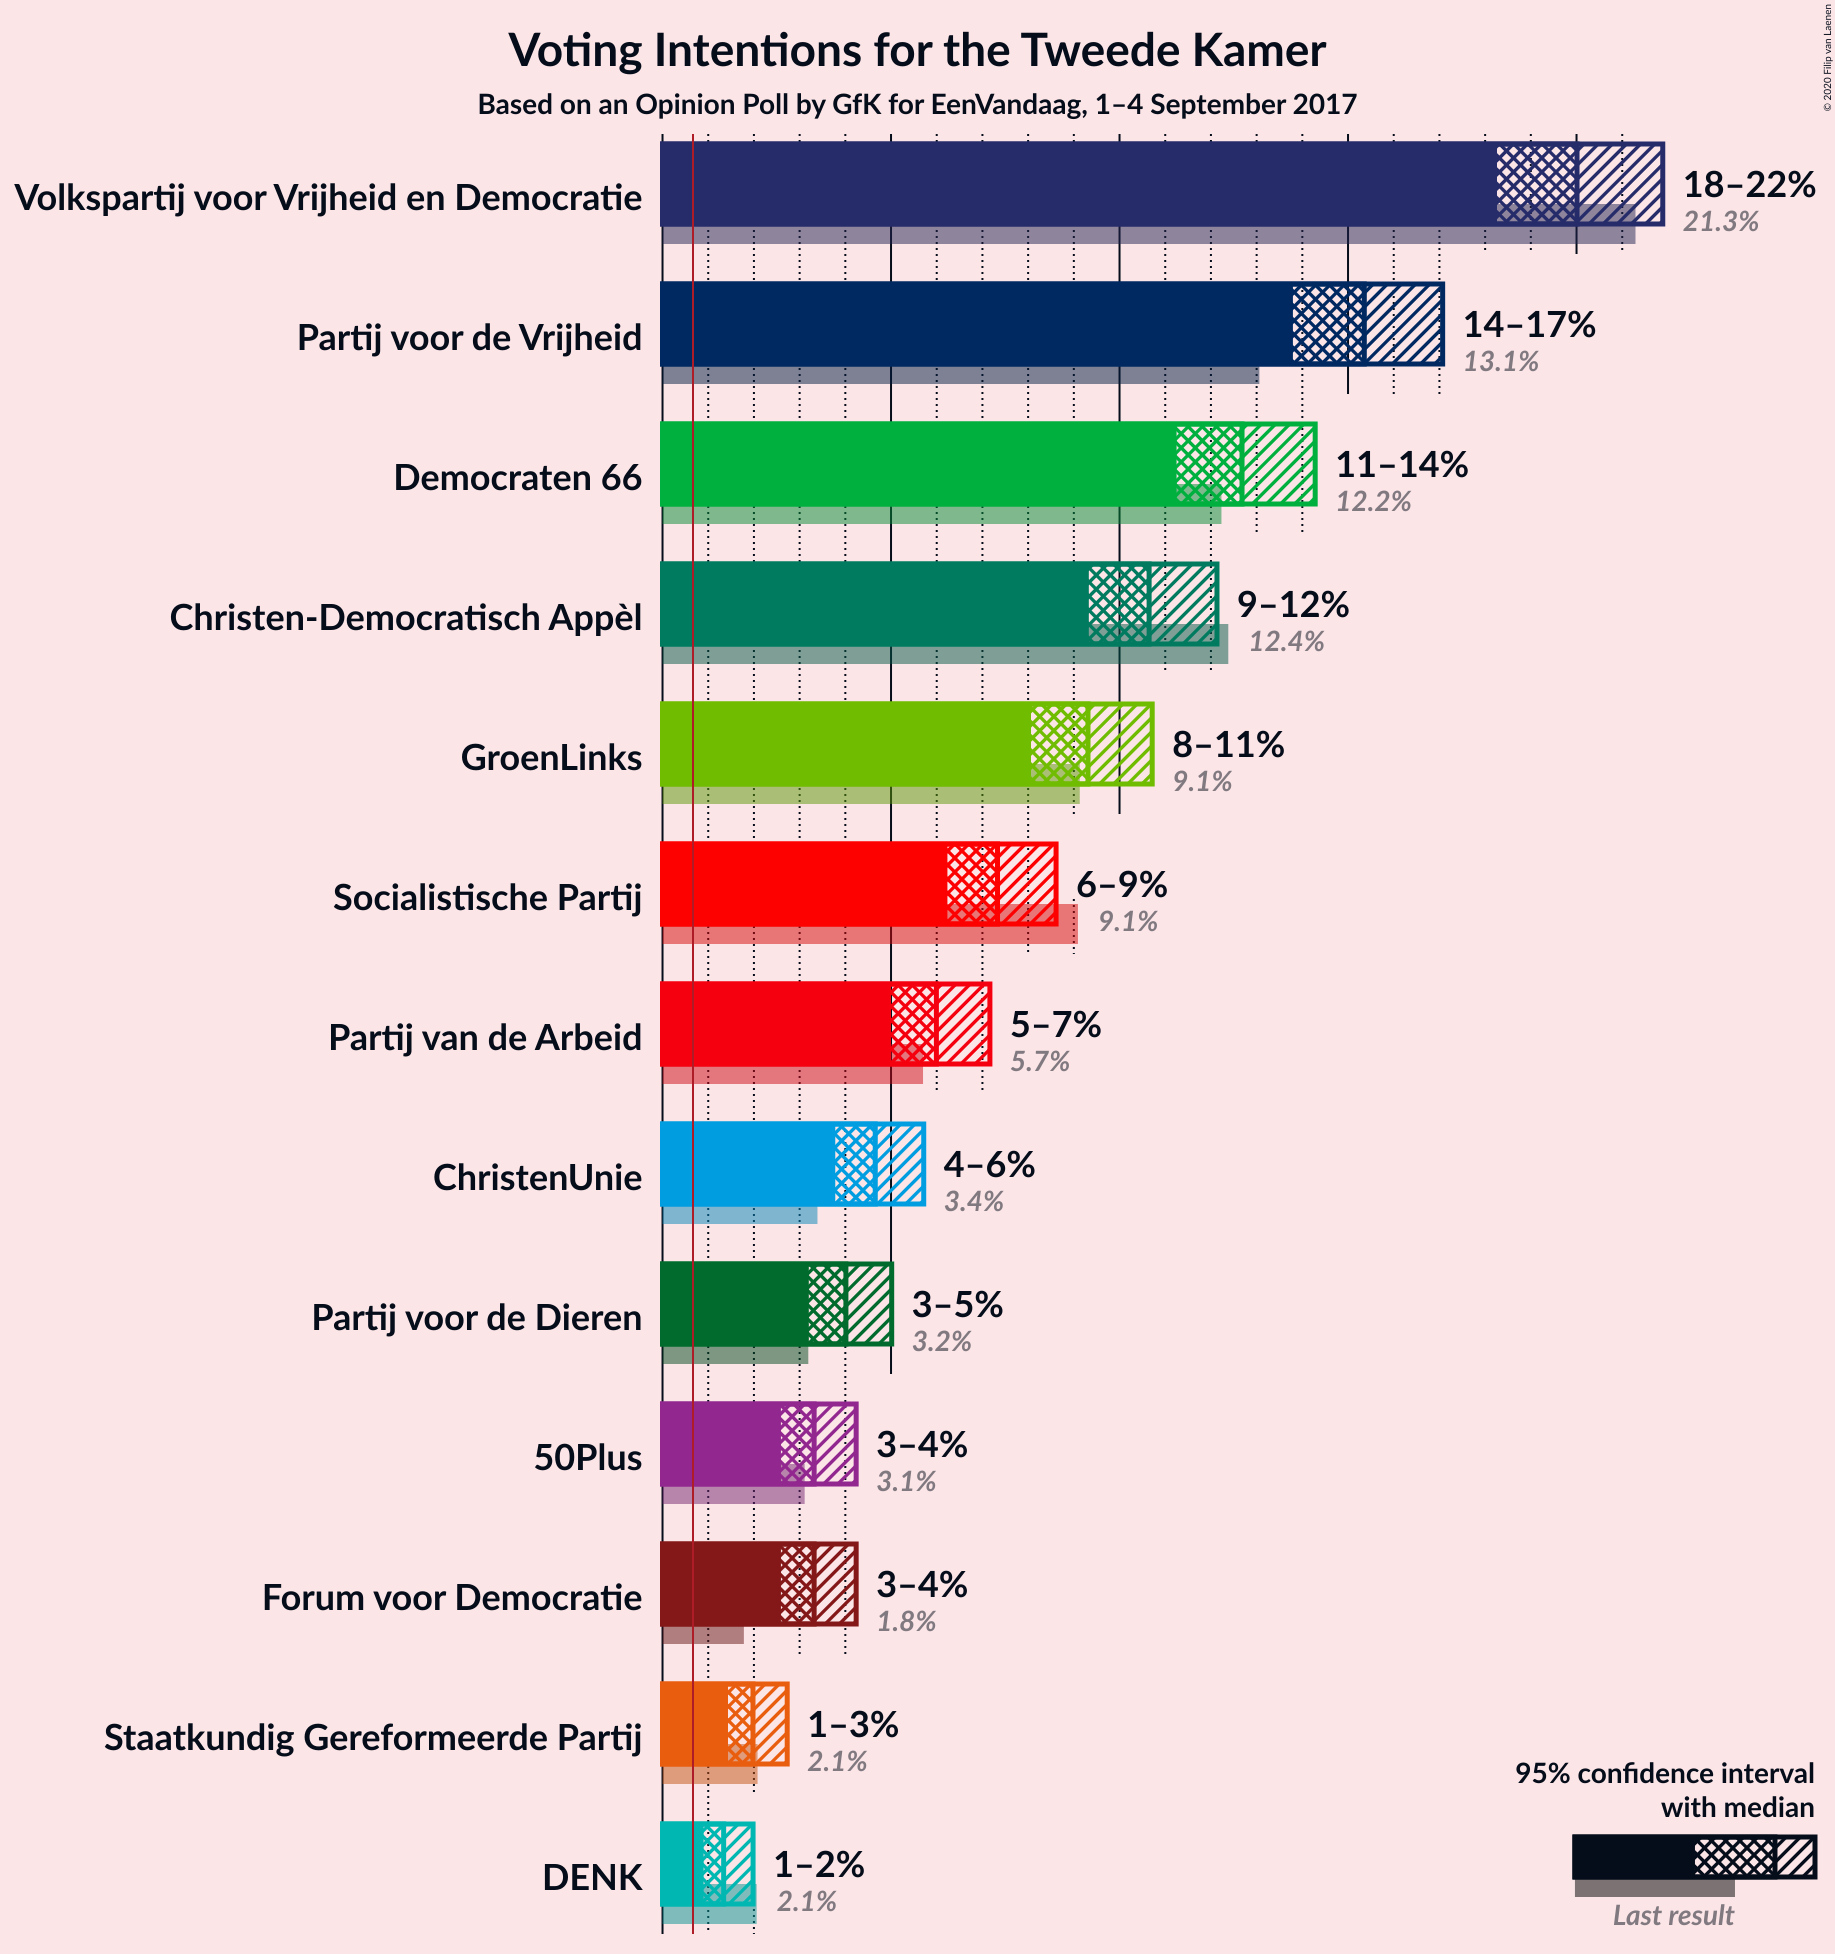 Voting Intentions for the Tweede Kamer
Based on an Opinion Poll by GfK for EenVandaag, 1–4 September 2017
© 2020 Filip van Laenen
Volkspartij voor Vrijheid en Democratie
18–22%
21.3%
Partij voor de Vrijheid
14–17%
13.1%
Democraten 66
11–14%
12.2%
Christen-Democratisch Appèl
9–12%
12.4%
GroenLinks
8–11%
9.1%
Socialistische Partij
6–9%
9.1%
Partij van de Arbeid
5–7%
5.7%
ChristenUnie
4–6%
3.4%
Partij voor de Dieren
3–5%
3.2%
50Plus
3–4%
3.1%
Forum voor Democratie
3–4%
1.8%
Staatkundig Gereformeerde Partij
1–3%
2.1%
DENK
1–2%
2.1%
95% confidence interval
with median
Last result